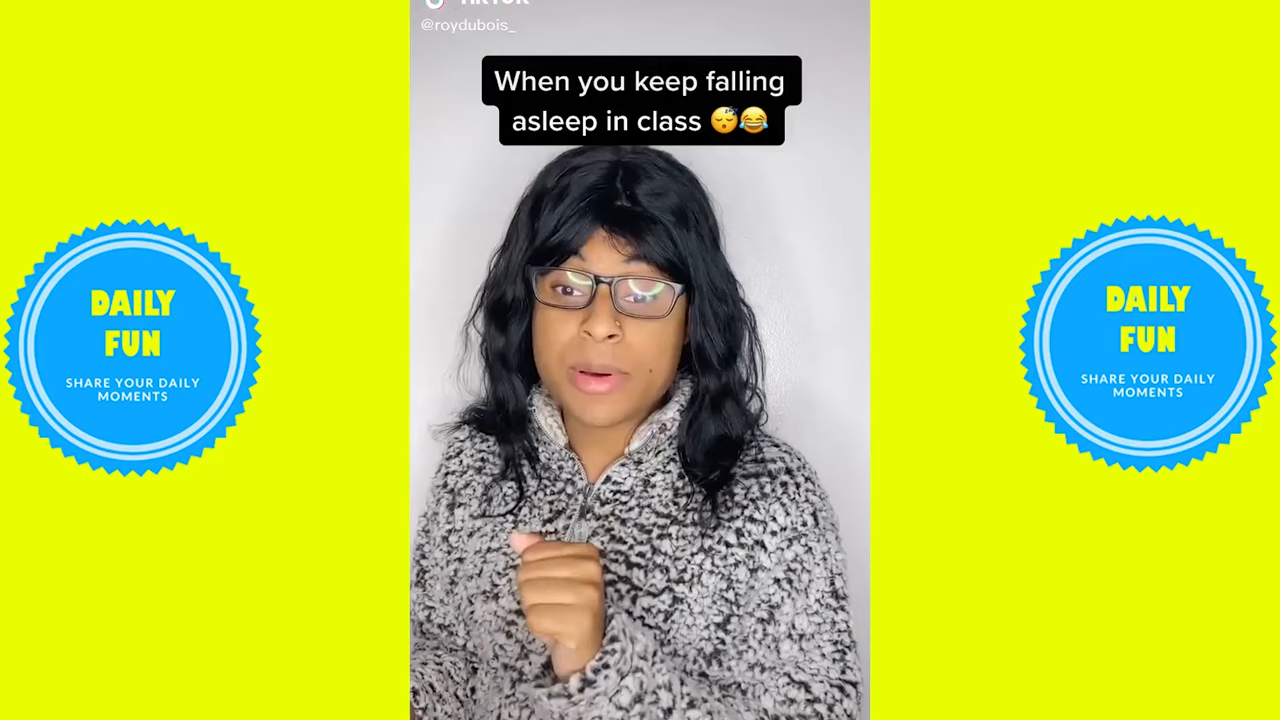 TikTok
@roydubois_
When you keep falling
asleep in class 😴😂
DAILY
FUN
SHARE YOUR DAILY
MOMENTS
DAILY
FUN
SHARE YOUR DAILY
MOMENTS